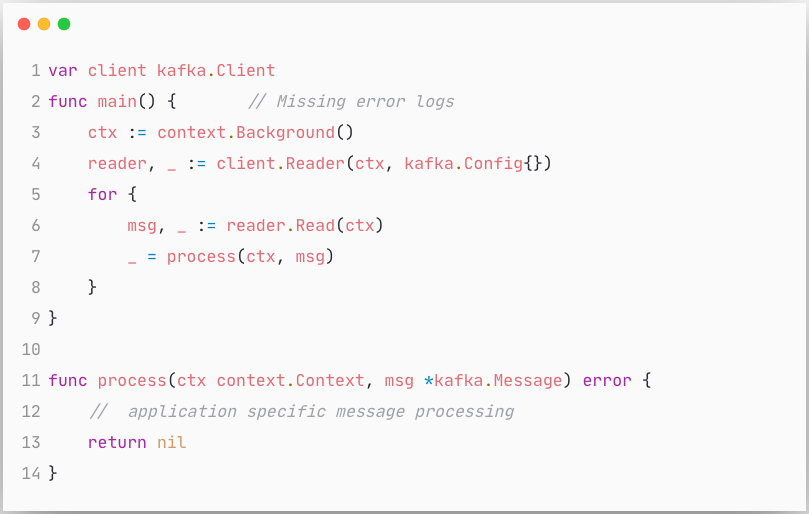 1 var client kafka.Client
2 func main() {       // Missing error logs
3     ctx := context.Background()
4     reader, _ := client.Reader(ctx, kafka.Config{})
5     for {
6         msg, _ := reader.Read(ctx)
7         _ = process(ctx, msg)
8     }
9 }
10
11 func process(ctx context.Context, msg *kafka.Message) error {
12     //  application specific message processing
13     return nil
14 }